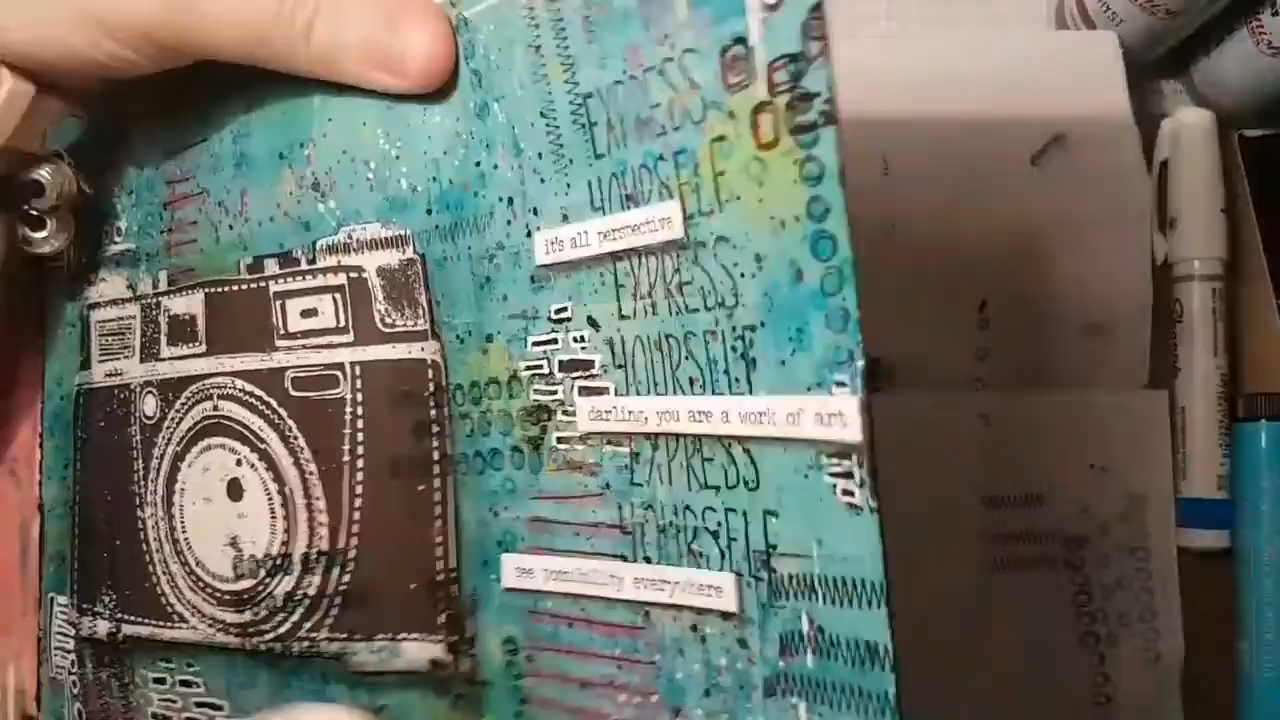 EXPRESS
YOURSELF
it's all perspective
EXPRESS
YOURSELF
darling, you are a work of art
EXPRESS
YOURSELF
see possibility everywhere